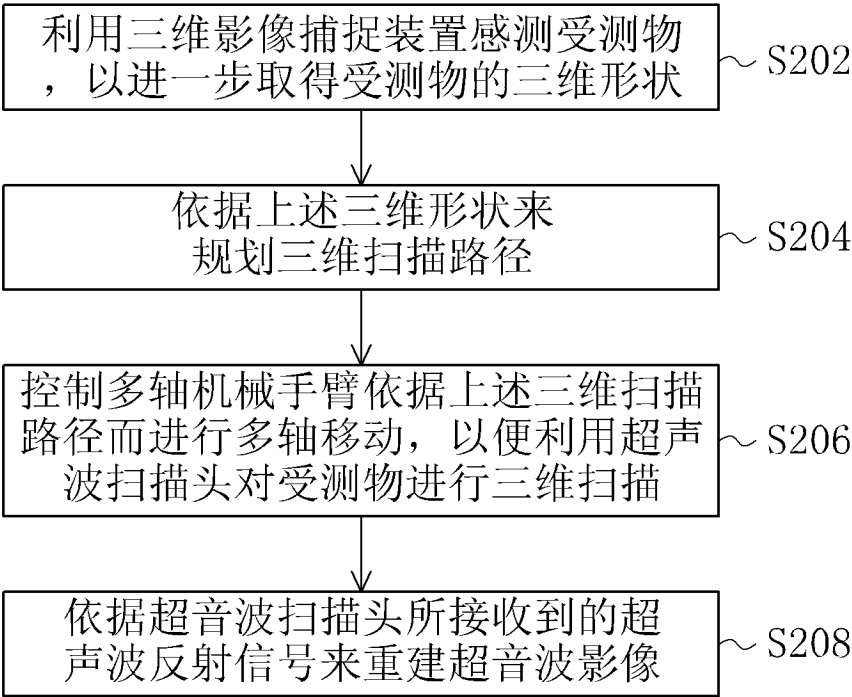 利用三维影像捕捉装置感测受测物
，以进一步取得受测物的三维形状
S202
依据上述三维形状来
规划三维扫描路径
S204
控制多轴机械手臂依据上述三维扫描
路径而进行多轴移动，以便利用超声
波扫描头对受测物进行三维扫描
S206
依据超音波扫描头所接收到的超
声波反射信号来重建超音波影像
S208